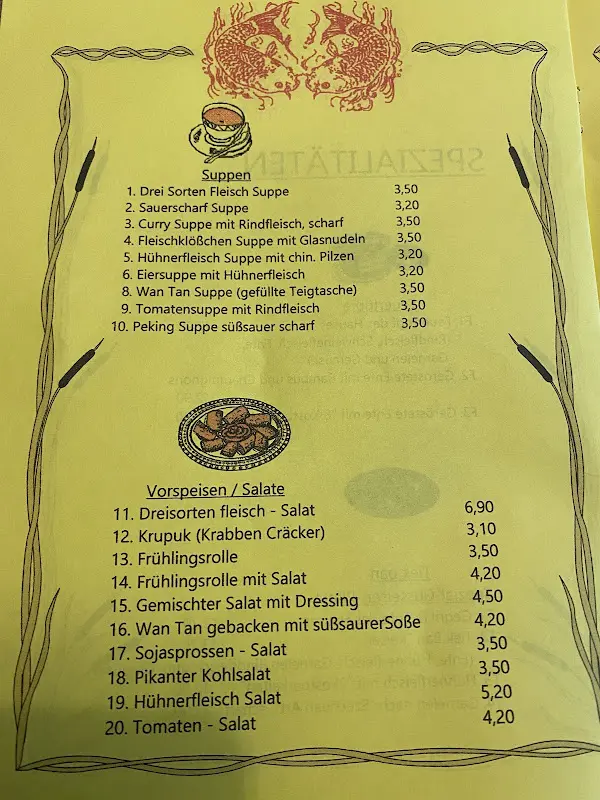 Suppen
1. Drei Sorten Fleisch Suppe 3,50
2. Sauerscharf Suppe 3,20
3. Curry Suppe mit Rindfleisch, scharf 3,50
4. Fleischklößchen Suppe mit Glasnudeln 3,50
5. Hühnerfleisch Suppe mit chin. Pilzen 3,20
6. Eiersuppe mit Hühnerfleisch 3,20
8. Wan Tan Suppe (gefüllte Teigtasche) 3,50
9. Tomatensuppe mit Rindfleisch 3,50
10. Peking Suppe süßsauer scharf 3,50
Vorspeisen / Salate
11. Dreisorten fleisch - Salat 6,90
12. Krupuk (Krabben Cräcker) 3,10
13. Frühlingsrolle 3,50
14. Frühlingsrolle mit Salat 4,20
15. Gemischter Salat mit Dressing 4,50
16. Wan Tan gebacken mit süßsaurerSoße 4,20
17. Sojasprossen - Salat 3,50
18. Pikanter Kohlsalat 3,50
19. Hühnerfleisch Salat 5,20
20. Tomaten - Salat 4,20